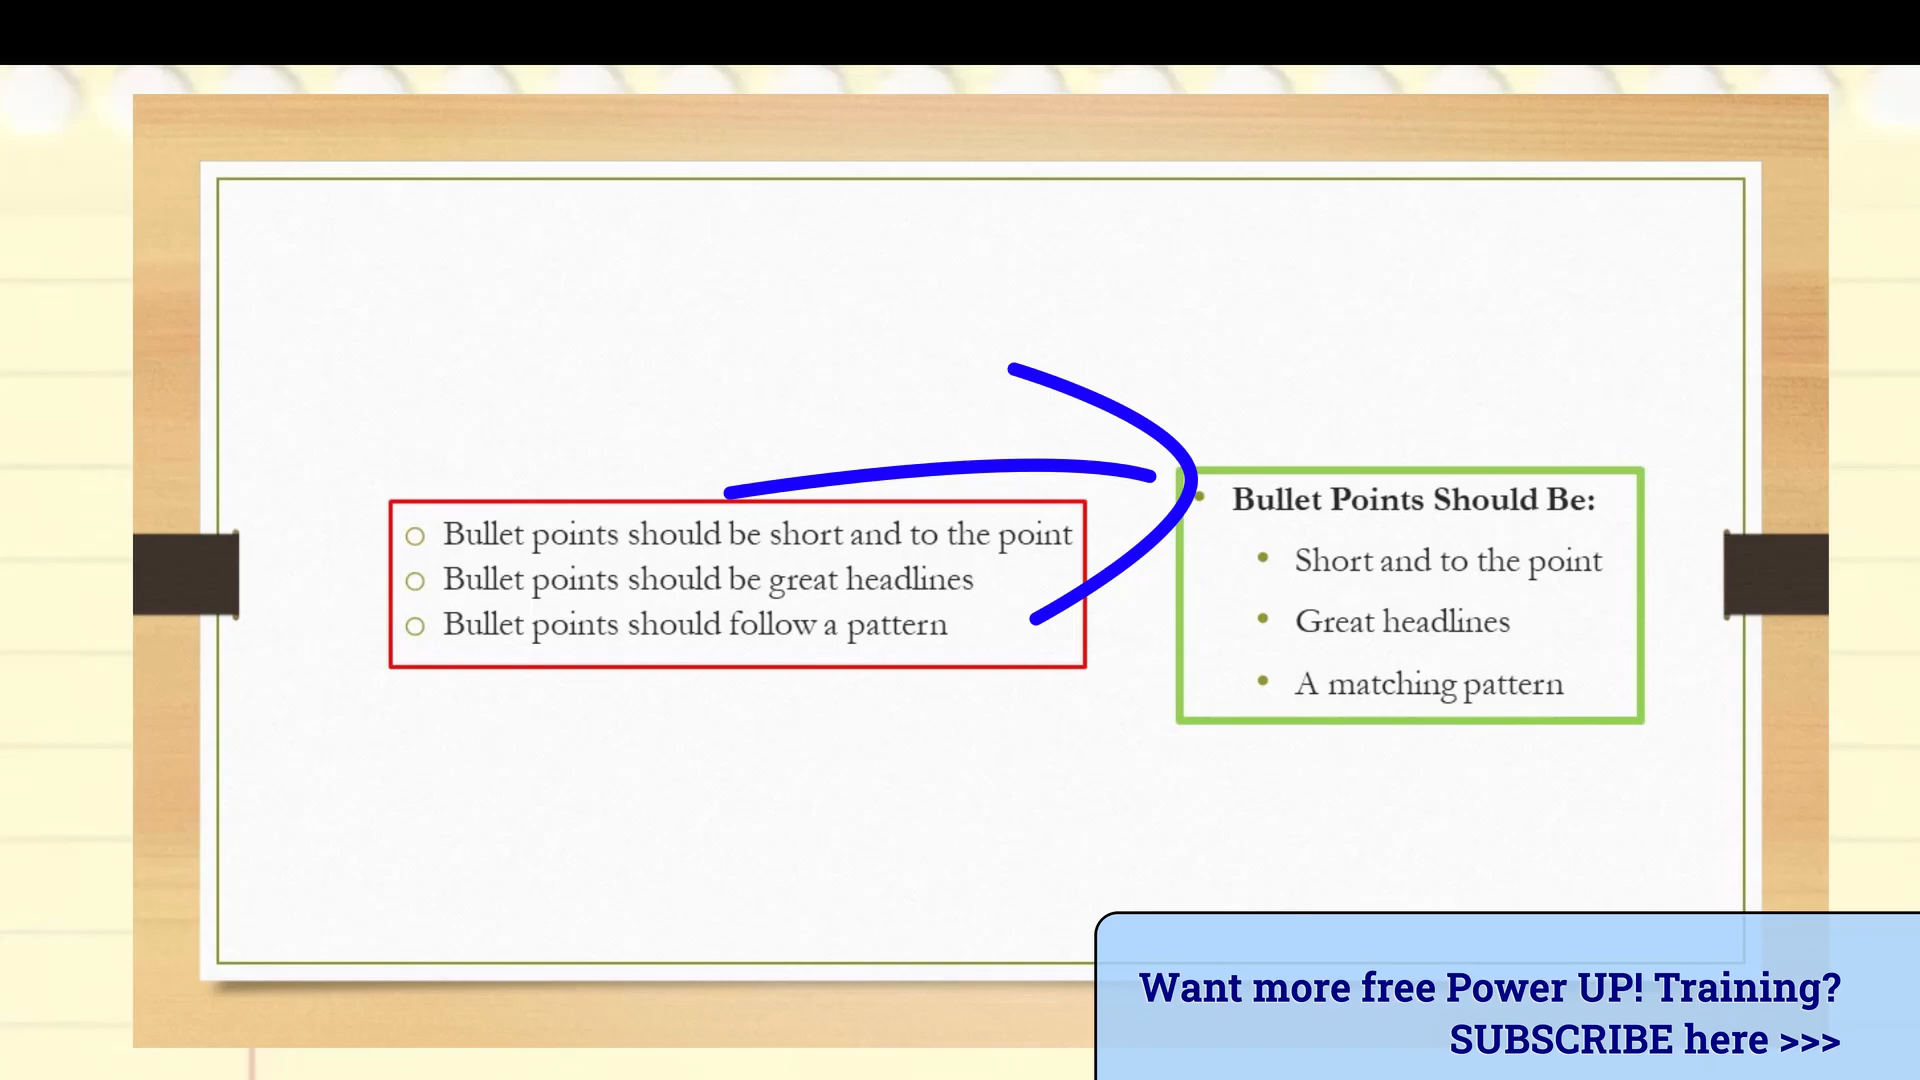 Bullet points should be short and to the point
Bullet points should be great headlines
Bullet points should follow a pattern
Bullet Points Should Be:
Short and to the point
Great headlines
A matching pattern
Want more free Power UP! Training?
SUBSCRIBE here >>>